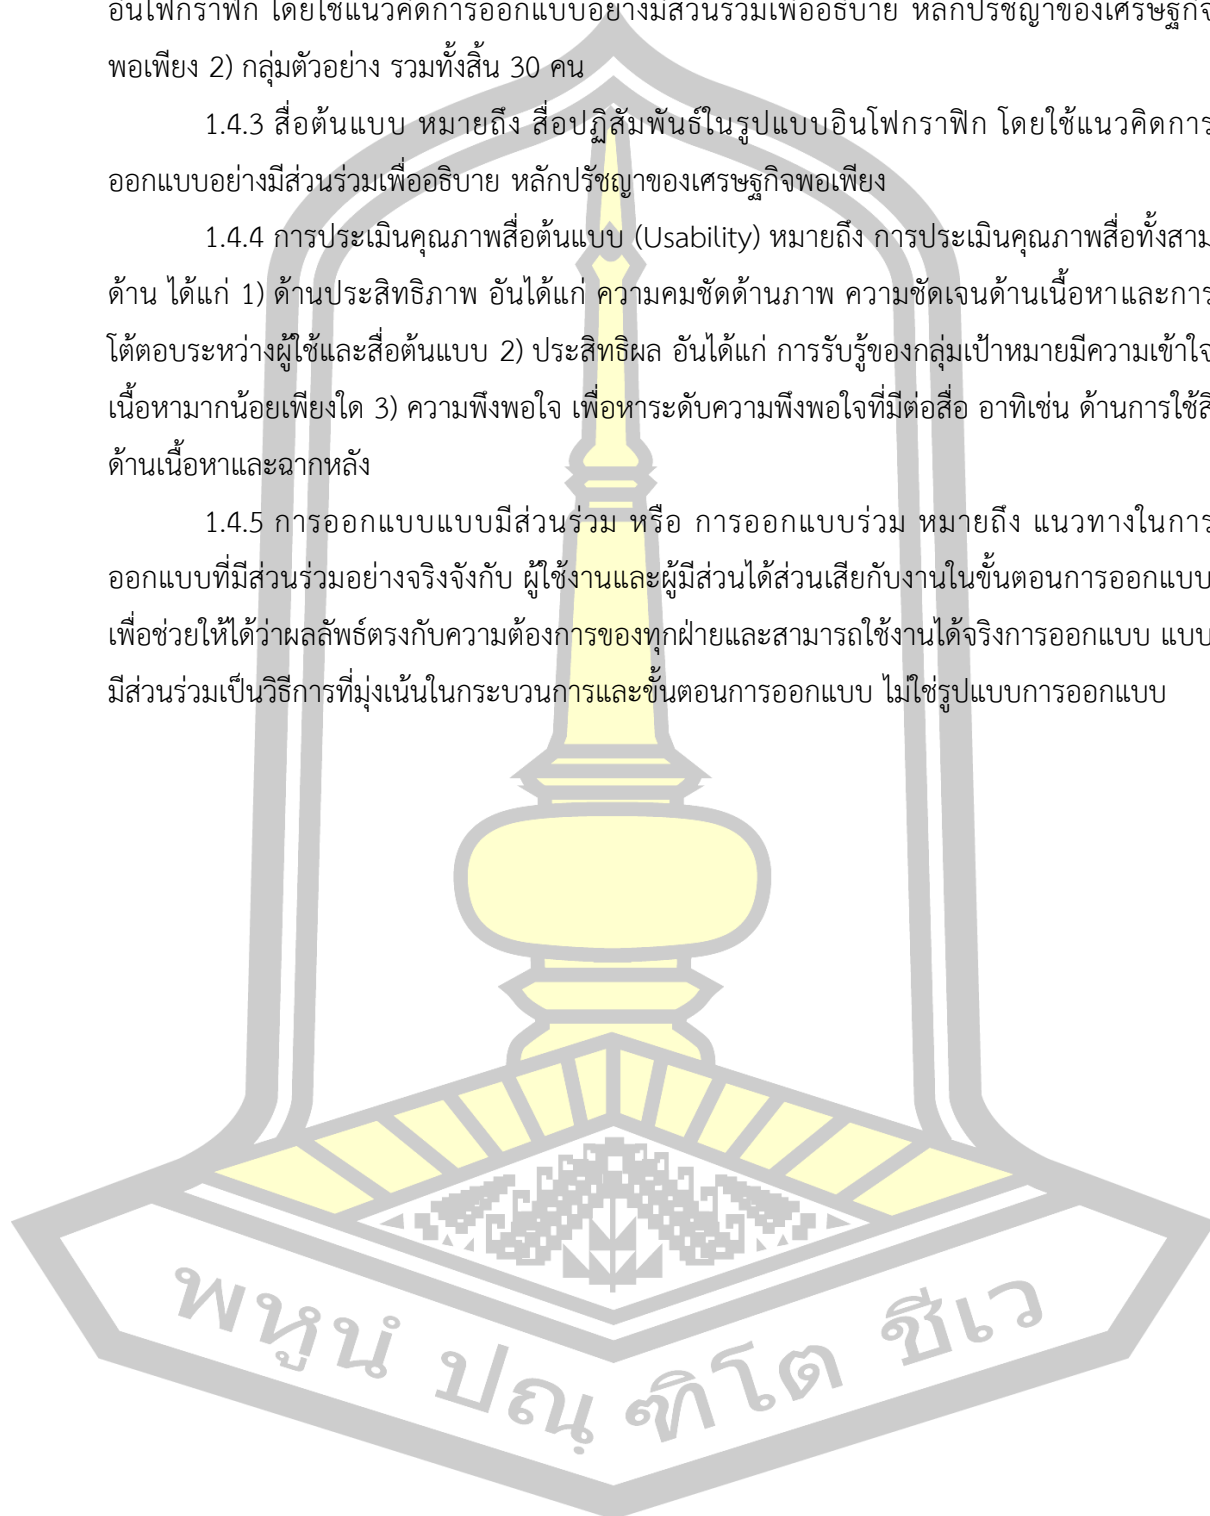 อินโฟกราฟิก โดยใช้แนวคิดการออกแบบอย่างมีส่วนร่วมเพื่ออธิบาย หลักปรัชญาของเศรษฐกิจ
พอเพียง 2) กลุ่มตัวอย่าง รวมทั้งสิ้น 30 คน
1.4.3 สื่อต้นแบบ หมายถึง สื่อปฏิสัมพันธ์ในรูปแบบอินโฟกราฟิก โดยใช้แนวคิดการ
ออกแบบอย่างมีส่วนร่วมเพื่ออธิบาย หลักปรัชญาของเศรษฐกิจพอเพียง
1.4.4 การประเมินคุณภาพสื่อต้นแบบ (Usability) หมายถึง การประเมินคุณภาพสื่อทั้งสาม
ด้าน ได้แก่ 1) ด้านประสิทธิภาพ อันได้แก่ ความคมชัดด้านภาพ ความชัดเจนด้านเนื้อหาและการ
โต้ตอบระหว่างผู้ใช้และสื่อต้นแบบ 2) ประสิทธิผล อันได้แก่ การรับรู้ของกลุ่มเป้าหมายมีความเข้าใจ
เนื้อหามากน้อยเพียงใด 3) ความพึงพอใจ เพื่อหาระดับความพึงพอใจที่มีต่อสื่อ อาทิเช่น ด้านการใช้สี
ด้านเนื้อหาและฉากหลัง
1.4.5 การออกแบบแบบมีส่วนร่วม หรือ การออกแบบร่วม หมายถึง แนวทางในการ
ออกแบบที่มีส่วนร่วมอย่างจริงจังกับ ผู้ใช้งานและผู้มีส่วนได้ส่วนเสียกับงานในขั้นตอนการออกแบบ
เพื่อช่วยให้ได้ว่าผลลัพธ์ตรงกับความต้องการของทุกฝ่ายและสามารถใช้งานได้จริงการออกแบบ แบบ
มีส่วนร่วมเป็นวิธีการที่มุ่งเน้นในกระบวนการและขั้นตอนการออกแบบ ไม่ใช่รูปแบบการออกแบบ
พหูนํ ปณฺฑิโต ชีเว